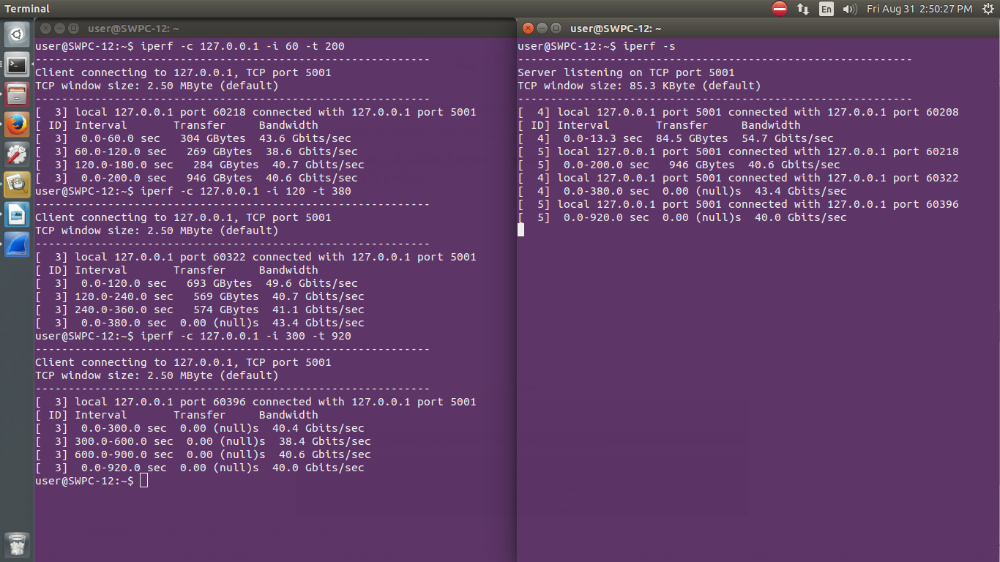 Terminal
En
Fri Aug 31 2:50:27 PM
user@SWPC-12: ~
user@SWPC-12:~$ iperf -c 127.0.0.1 -i 60 -t 200
------------------------------------------------------------
Client connecting to 127.0.0.1, TCP port 5001
TCP window size: 2.50 MByte (default)
------------------------------------------------------------
[  3] local 127.0.0.1 port 60218 connected with 127.0.0.1 port 5001
[ ID] Interval       Transfer     Bandwidth
[  3]  0.0-60.0 sec   304 GBytes  43.6 Gbits/sec
[  3] 60.0-120.0 sec   269 GBytes  38.6 Gbits/sec
[  3] 120.0-180.0 sec   284 GBytes  40.7 Gbits/sec
[  3]  0.0-200.0 sec   946 GBytes  40.6 Gbits/sec
user@SWPC-12:~$ iperf -c 127.0.0.1 -i 120 -t 380
------------------------------------------------------------
Client connecting to 127.0.0.1, TCP port 5001
TCP window size: 2.50 MByte (default)
------------------------------------------------------------
[  3] local 127.0.0.1 port 60322 connected with 127.0.0.1 port 5001
[ ID] Interval       Transfer     Bandwidth
[  3]  0.0-120.0 sec   693 GBytes  49.6 Gbits/sec
[  3] 120.0-240.0 sec   569 GBytes  40.7 Gbits/sec
[  3] 240.0-360.0 sec   574 GBytes  41.1 Gbits/sec
[  3]  0.0-380.0 sec  0.00 (null)s  43.4 Gbits/sec
user@SWPC-12:~$ iperf -c 127.0.0.1 -i 300 -t 920
------------------------------------------------------------
Client connecting to 127.0.0.1, TCP port 5001
TCP window size: 2.50 MByte (default)
------------------------------------------------------------
[  3] local 127.0.0.1 port 60396 connected with 127.0.0.1 port 5001
[ ID] Interval       Transfer     Bandwidth
[  3]  0.0-300.0 sec  0.00 (null)s  40.4 Gbits/sec
[  3] 300.0-600.0 sec  0.00 (null)s  38.4 Gbits/sec
[  3] 600.0-900.0 sec  0.00 (null)s  40.6 Gbits/sec
[  3]  0.0-920.0 sec  0.00 (null)s  40.0 Gbits/sec
user@SWPC-12:~$
user@SWPC-12: ~
user@SWPC-12:~$ iperf -s
------------------------------------------------------------
Server listening on TCP port 5001
TCP window size: 85.3 KByte (default)
------------------------------------------------------------
[  4] local 127.0.0.1 port 5001 connected with 127.0.0.1 port 60208
[ ID] Interval       Transfer     Bandwidth
[  4]  0.0-13.3 sec  84.5 GBytes  54.7 Gbits/sec
[  5] local 127.0.0.1 port 5001 connected with 127.0.0.1 port 60218
[  5]  0.0-200.0 sec   946 GBytes  40.6 Gbits/sec
[  4] local 127.0.0.1 port 5001 connected with 127.0.0.1 port 60322
[  4]  0.0-380.0 sec  0.00 (null)s  43.4 Gbits/sec
[  5] local 127.0.0.1 port 5001 connected with 127.0.0.1 port 60396
[  5]  0.0-920.0 sec  0.00 (null)s  40.0 Gbits/sec